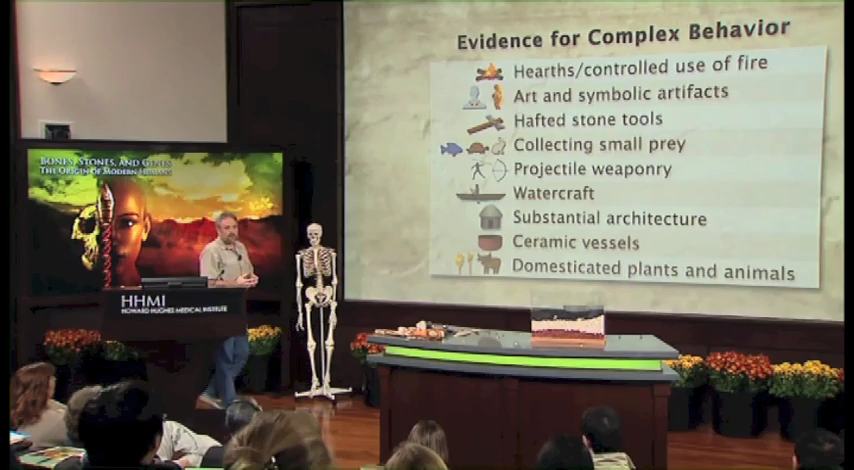 Evidence for Complex Behavior
Hearths/controlled use of fire
Art and symbolic artifacts
Hafted stone tools
Collecting small prey
Projectile weaponry
Watercraft
Substantial architecture
Ceramic vessels
Domesticated plants and animals
BONES, STONES, AND GENES
THE ORIGIN OF MODERN HUMANS
HHMI
HOWARD HUGHES MEDICAL INSTITUTE